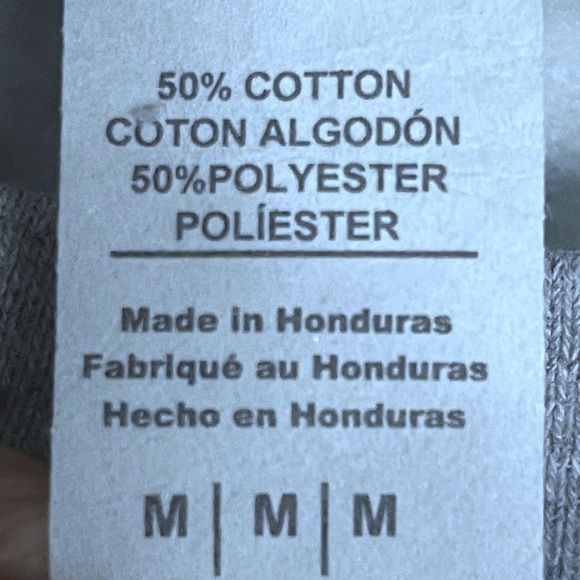 50% COTTON
COTON ALGODÓN
50%POLYESTER
POLÍESTER
Made in Honduras
Fabriqué au Honduras
Hecho en Honduras
M | M | M